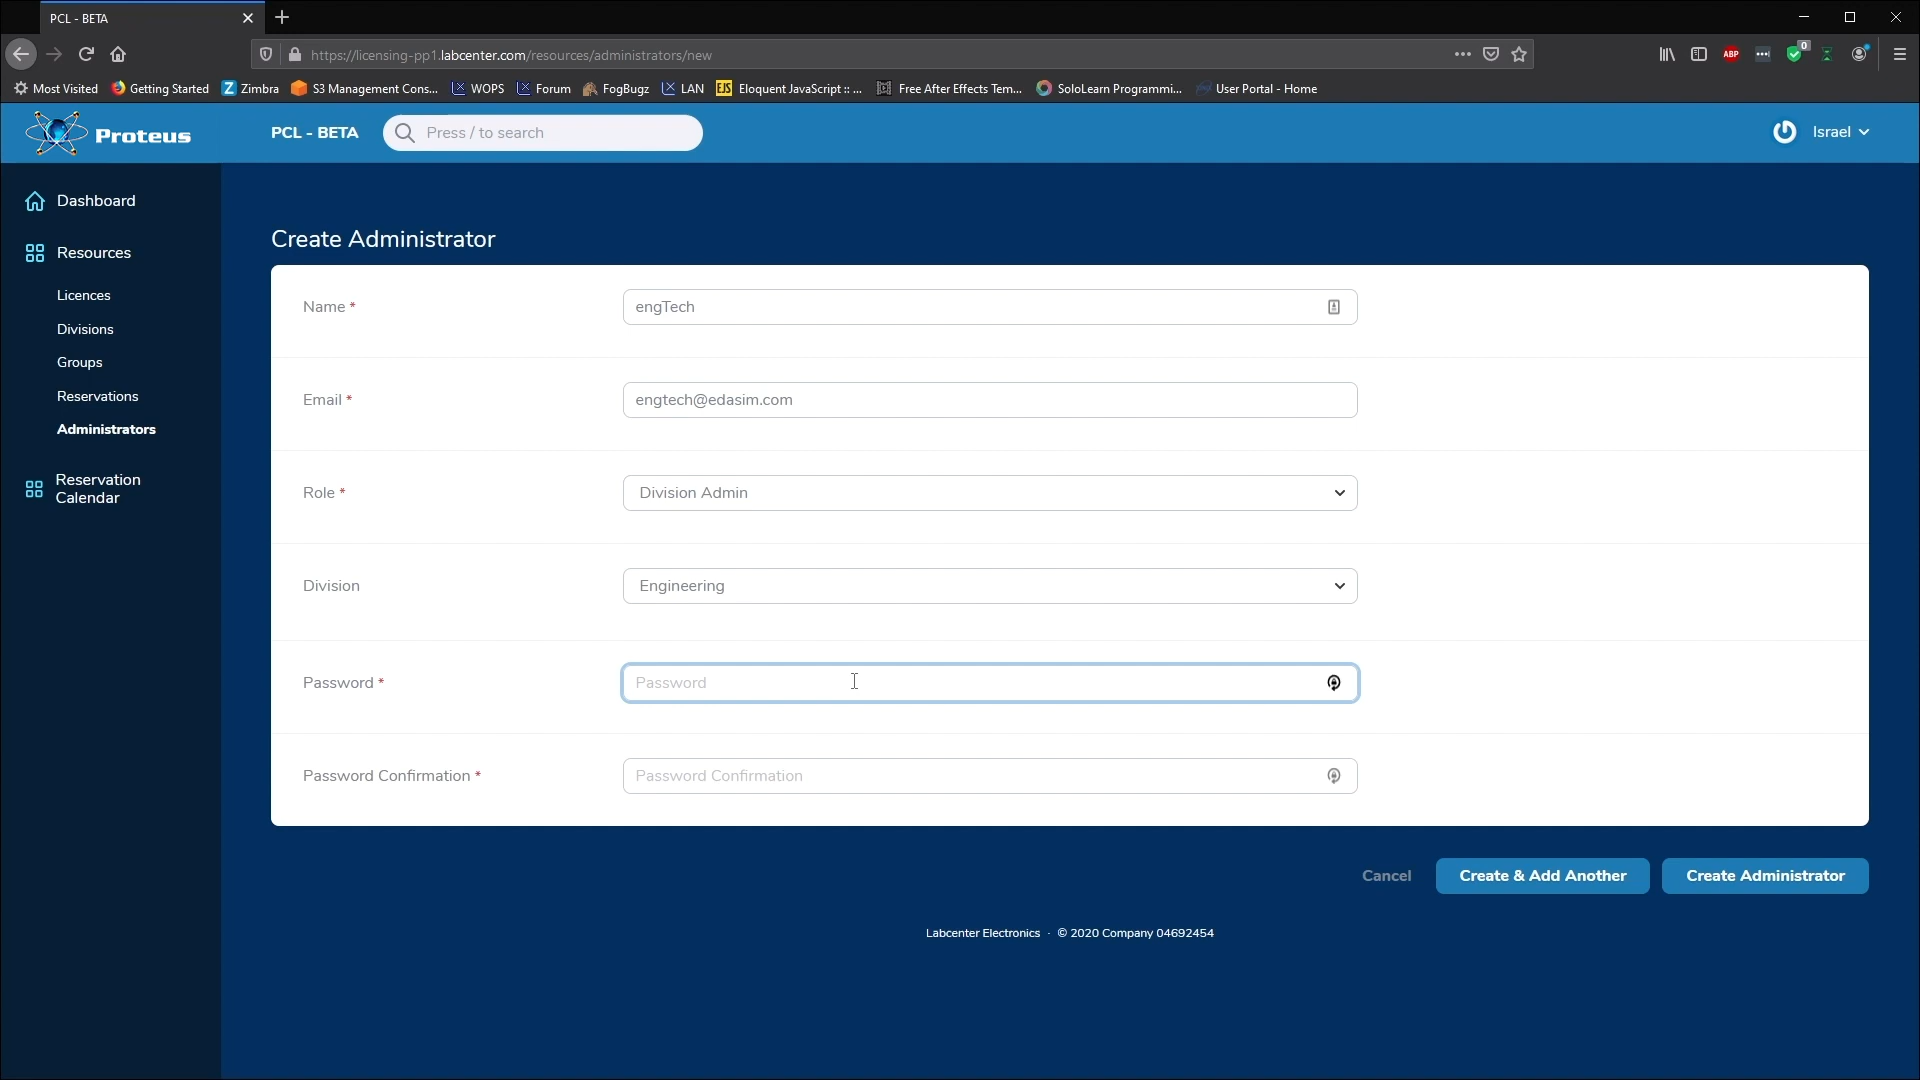 PCL - BETA
https://licensing-pp1.labcenter.com/resources/administrators/new
ABP
0
Most Visited
Getting Started
Z Zimbra
S3 Management Cons...
WOPS
Forum
FogBugz
LAN
EJS Eloquent JavaScript :: ...
Free After Effects Tem...
SoloLearn Programmi...
User Portal - Home
Proteus
PCL - BETA
Press / to search
Israel
Dashboard
Resources
Licences
Divisions
Groups
Reservations
Administrators
Reservation
Calendar
Create Administrator
Name *
engTech
Email *
engtech@edasim.com
Role *
Division Admin
Division
Engineering
Password *
Password
Password Confirmation *
Password Confirmation
Cancel
Create & Add Another
Create Administrator
Labcenter Electronics · © 2020 Company 04692454